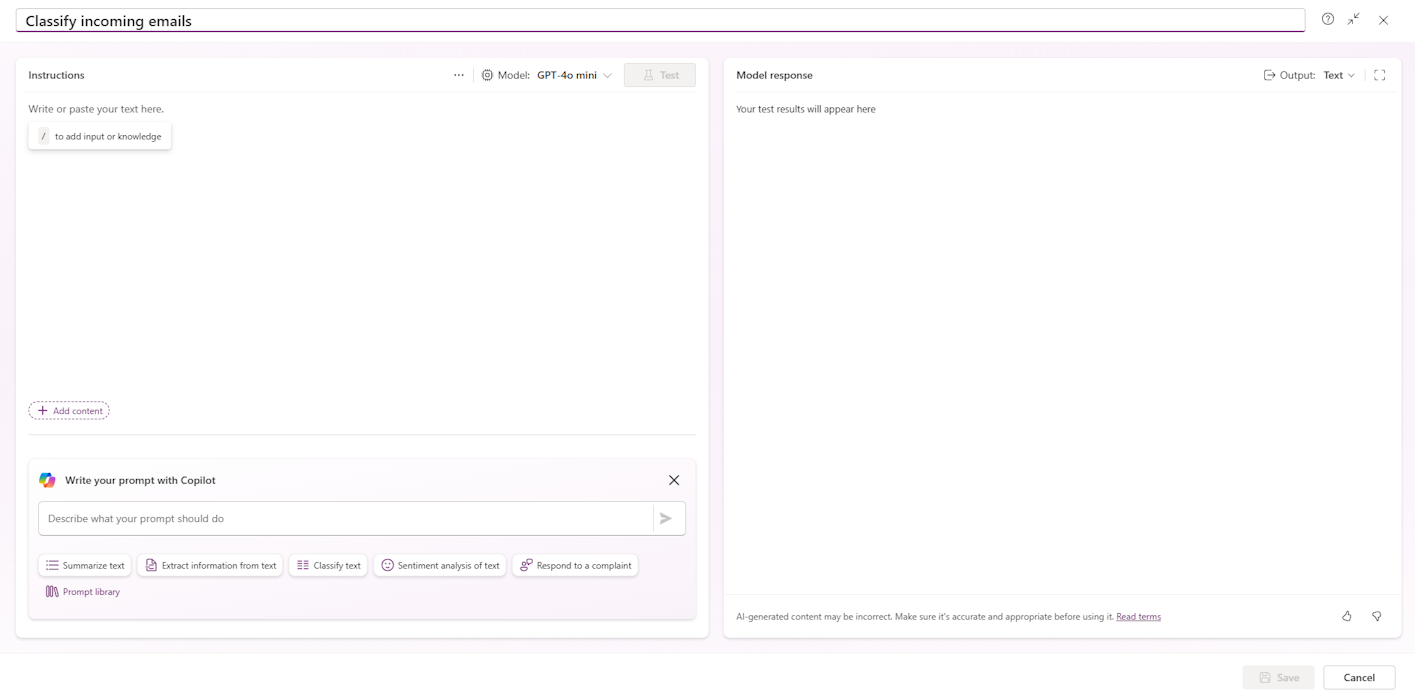 Classify incoming emails
Instructions
Model: GPT-4o mini
Test
Write or paste your text here.
/ to add input or knowledge
Add content
Write your prompt with Copilot
Describe what your prompt should do
Summarize text
Extract information from text
Classify text
Sentiment analysis of text
Respond to a complaint
Prompt library
Model response
Output: Text
Your test results will appear here
AI-generated content may be incorrect. Make sure it's accurate and appropriate before using it. Read terms
Save
Cancel